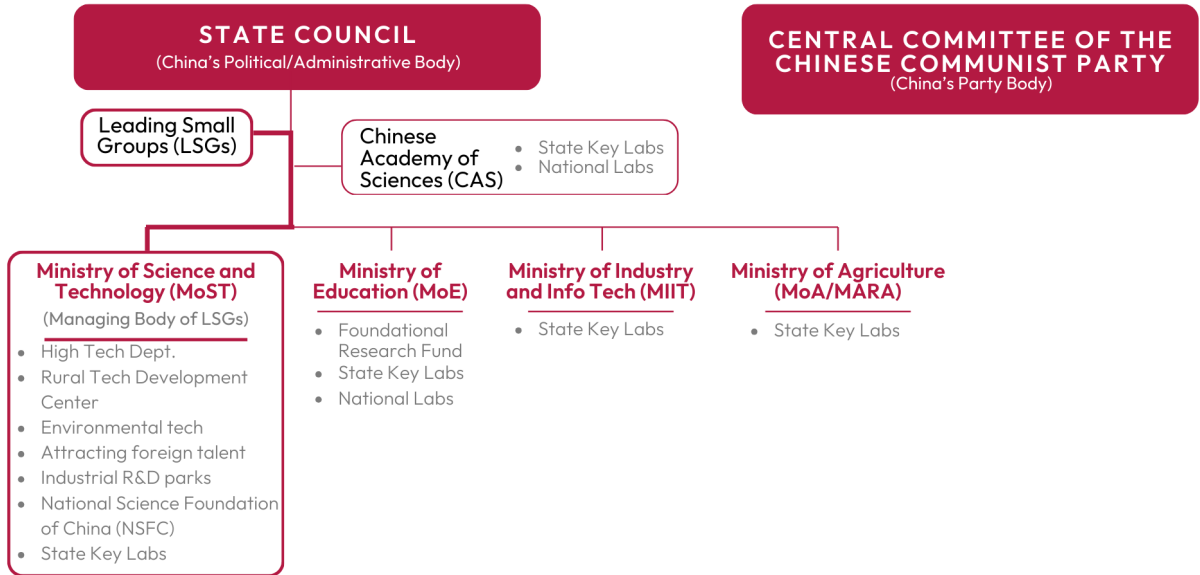 STATE COUNCIL
(China's Political/Administrative Body)
CENTRAL COMMITTEE OF THE
CHINESE COMMUNIST PARTY
(China's Party Body)
Leading Small
Groups (LSGs)
Chinese
Academy of
Sciences (CAS)
• State Key Labs
• National Labs
Ministry of Science and
Technology (MoST)
(Managing Body of LSGs)
• High Tech Dept.
• Rural Tech Development
Center
• Environmental tech
• Attracting foreign talent
• Industrial R&D parks
• National Science Foundation
of China (NSFC)
• State Key Labs
Ministry of
Education (MoE)
• Foundational
Research Fund
• State Key Labs
• National Labs
Ministry of Industry
and Info Tech (MIIT)
• State Key Labs
Ministry of Agriculture
(MoA/MARA)
• State Key Labs